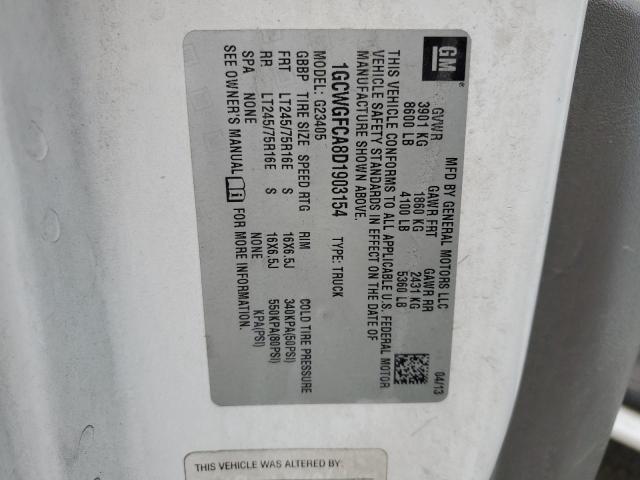 GM
MFD BY GENERAL MOTORS LLC 04/13
GVWR GAWR FRT GAWR RR
3901 KG 1860 KG 2431 KG
8600 LB 4100 LB 5360 LB
THIS VEHICLE CONFORMS TO ALL APPLICABLE U.S. FEDERAL MOTOR
VEHICLE SAFETY STANDARDS IN EFFECT ON THE DATE OF
MANUFACTURE SHOWN ABOVE.
1GCWGFCA8D1903154 TYPE: TRUCK
MODEL: G23405
GBBP TIRE SIZE SPEED RTG RIM COLD TIRE PRESSURE
FRT LT245/75R16E S 16X6.5J 340KPA(50PSI)
RR LT245/75R16E S 16X6.5J 550KPA(80PSI)
SPA NONE NONE KPA(PSI)
SEE OWNER'S MANUAL FOR MORE INFORMATION.
THIS VEHICLE WAS ALTERED BY: